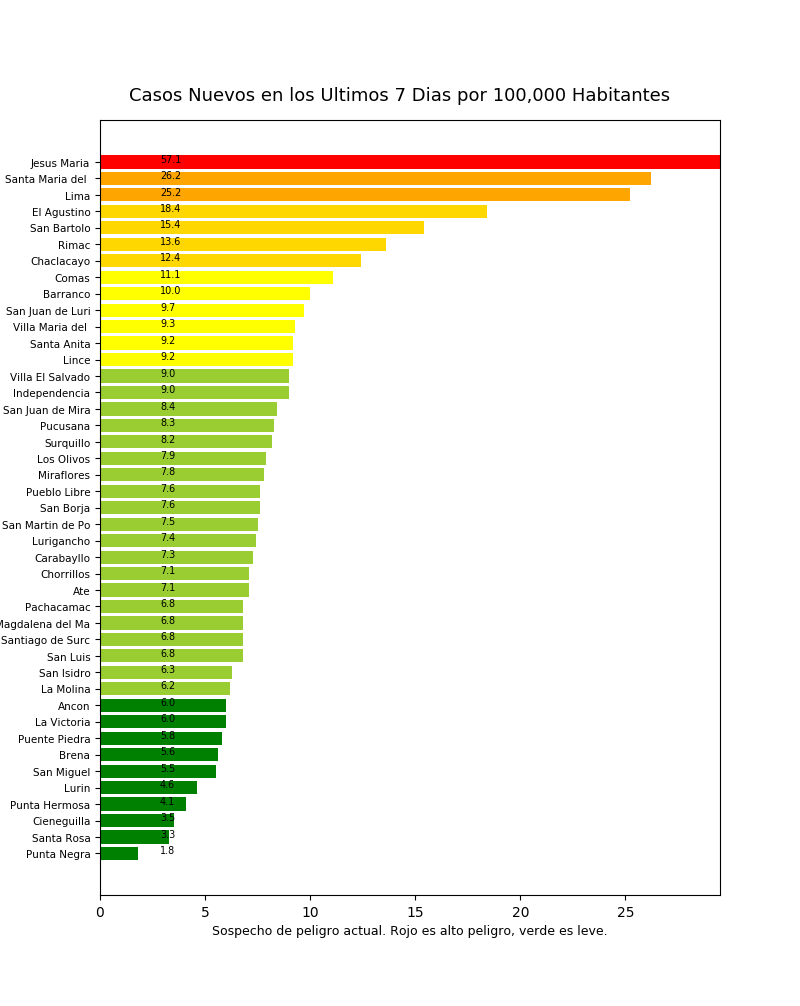 Casos Nuevos en los Ultimos 7 Dias por 100,000 Habitantes
Jesus Maria 57.1
Santa Maria del 26.2
Lima 25.2
El Agustino 18.4
San Bartolo 15.4
Rimac 13.6
Chaclacayo 12.4
Comas 11.1
Barranco 10.0
San Juan de Luri 9.7
Villa Maria del 9.3
Santa Anita 9.2
Lince 9.2
Villa El Salvado 9.0
Independencia 9.0
San Juan de Mira 8.4
Pucusana 8.3
Surquillo 8.2
Los Olivos 7.9
Miraflores 7.8
Pueblo Libre 7.6
San Borja 7.6
San Martin de Po 7.5
Lurigancho 7.4
Carabayllo 7.3
Chorrillos 7.1
Ate 7.1
Pachacamac 6.8
Magdalena del Ma 6.8
Santiago de Surc 6.8
San Luis 6.8
San Isidro 6.3
La Molina 6.2
Ancon 6.0
La Victoria 6.0
Puente Piedra 5.8
Brena 5.6
San Miguel 5.5
Lurin 4.6
Punta Hermosa 4.1
Cieneguilla 3.5
Santa Rosa 3.3
Punta Negra 1.8
0 5 10 15 20 25
Sospecho de peligro actual. Rojo es alto peligro, verde es leve.